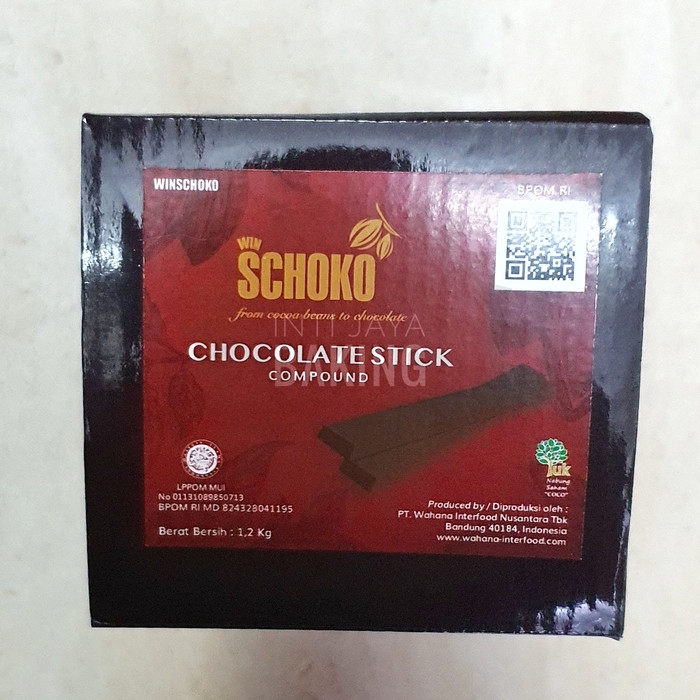 WINSCHOKO
BPOM RI
WIN
SCHOKO
from cocoa beans to chocolate
INTI JAYA
BAKING
CHOCOLATE STICK
COMPOUND
LPPOM MUI
No 01131089850713
BPOM RI MD 824328041195
Berat Bersih : 1,2 Kg
Yuk
Nabung
Saham
"COCO"
Produced by / Diproduksi oleh :
PT. Wahana Interfood Nusantara Tbk
Bandung 40184, Indonesia
www.wahana-interfood.com